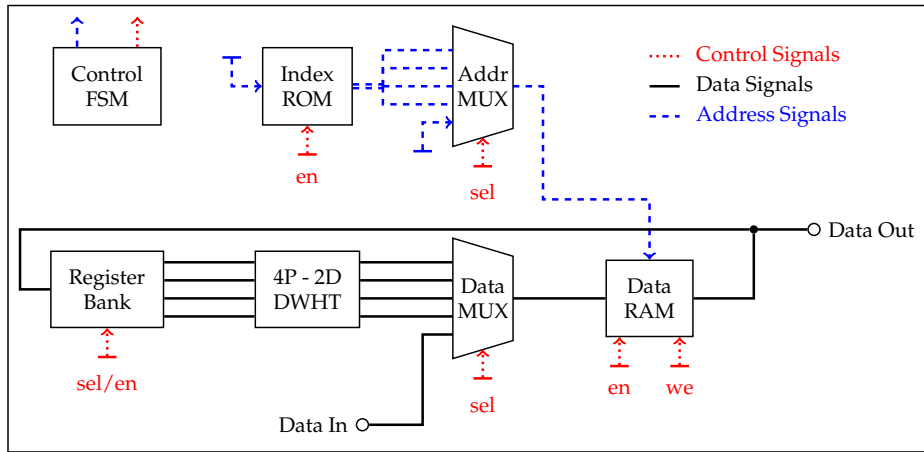 Control
FSM
Index
ROM
en
Addr
MUX
sel
Control Signals
Data Signals
Address Signals
Data Out
Register
Bank
sel/en
4P - 2D
DWHT
Data
MUX
sel
Data
RAM
en
we
Data In